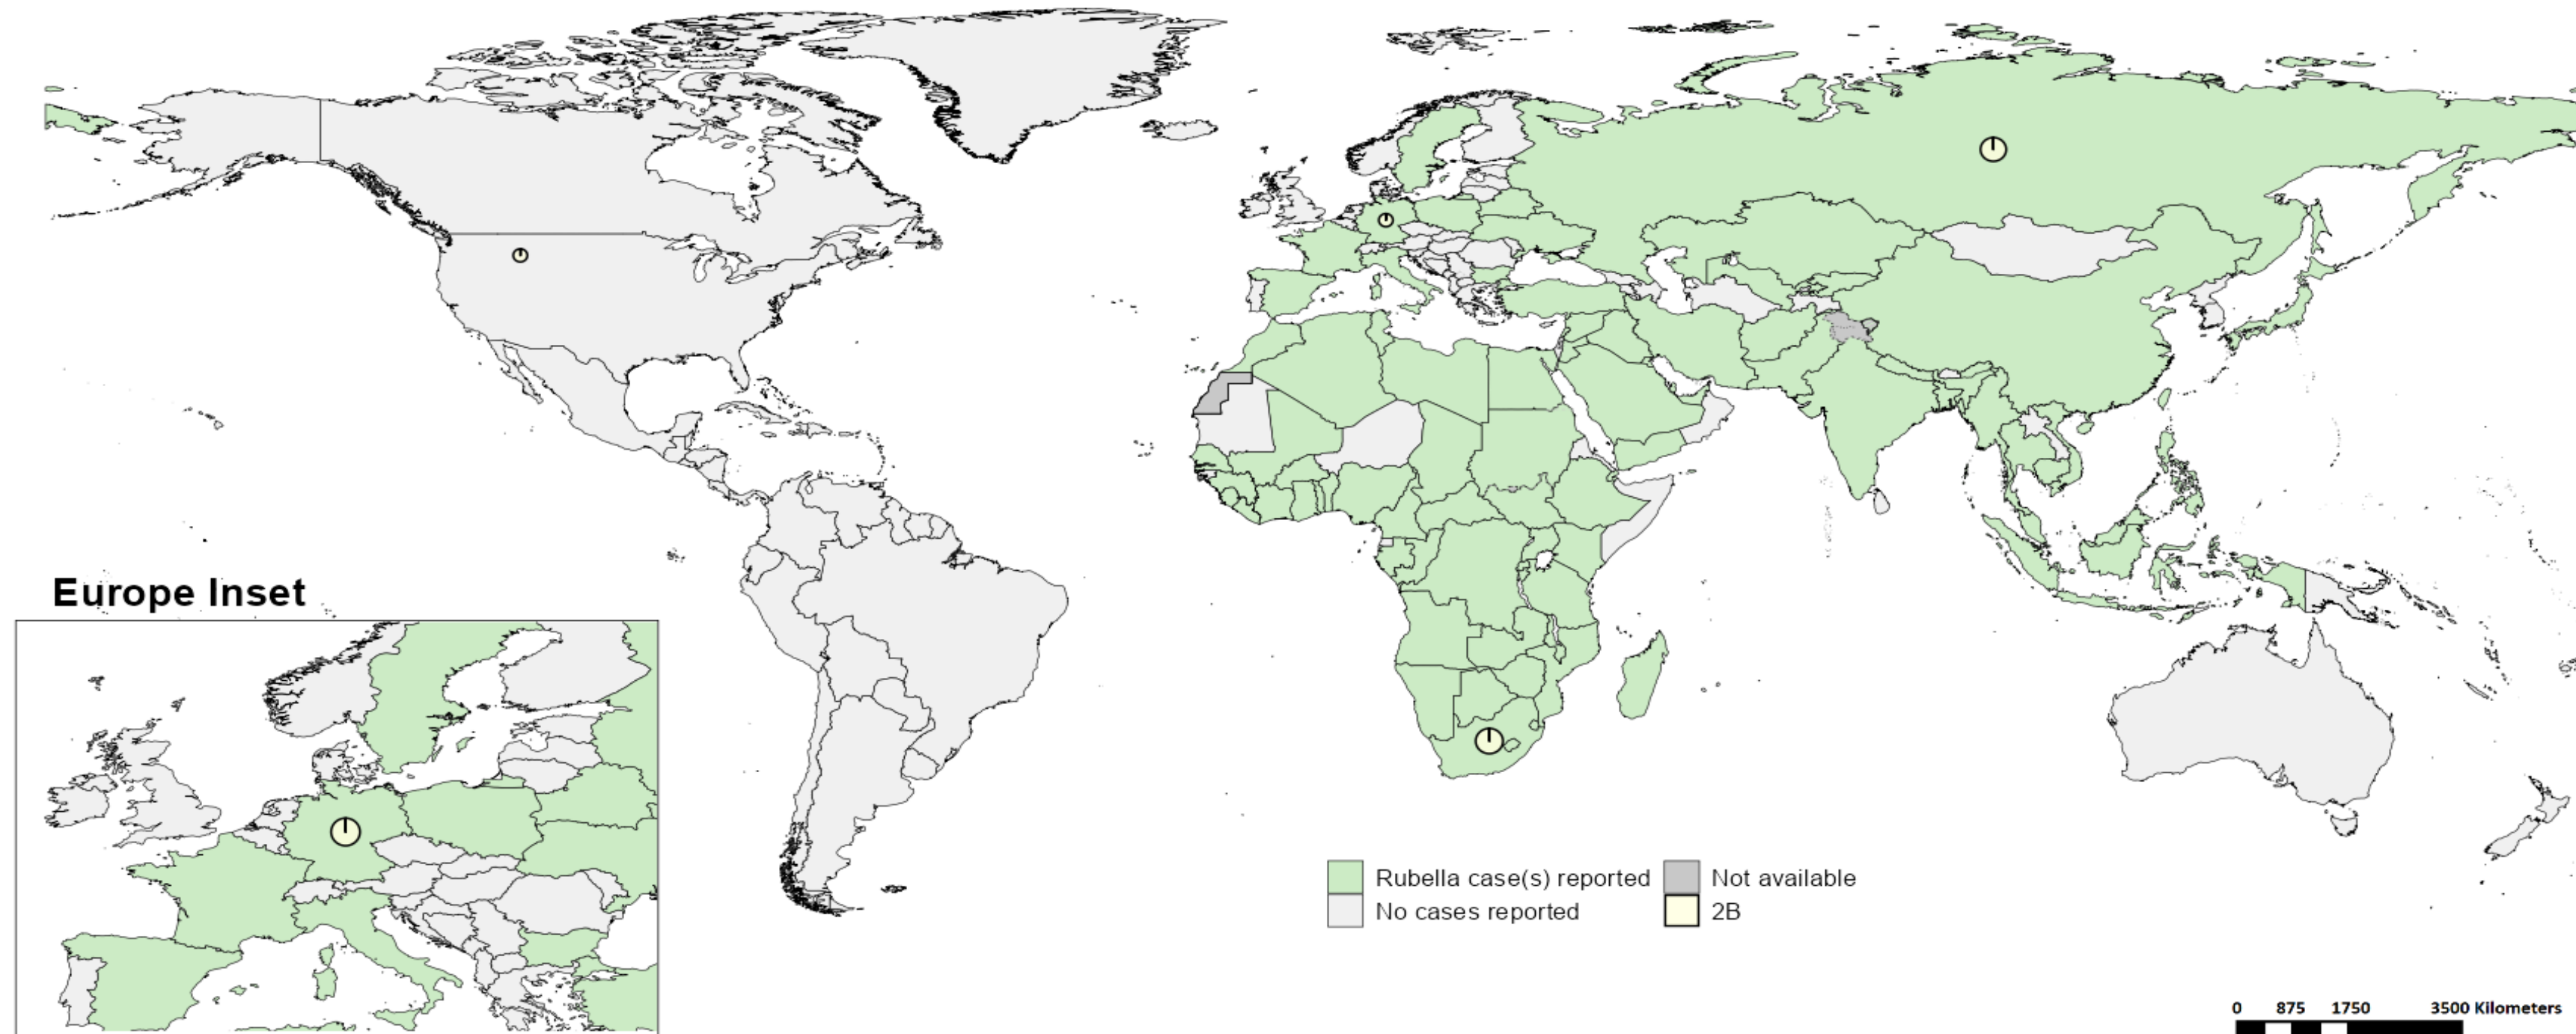 Europe Inset
Rubella case(s) reported
Not available
No cases reported
2B
0 875 1750 3500 Kilometers